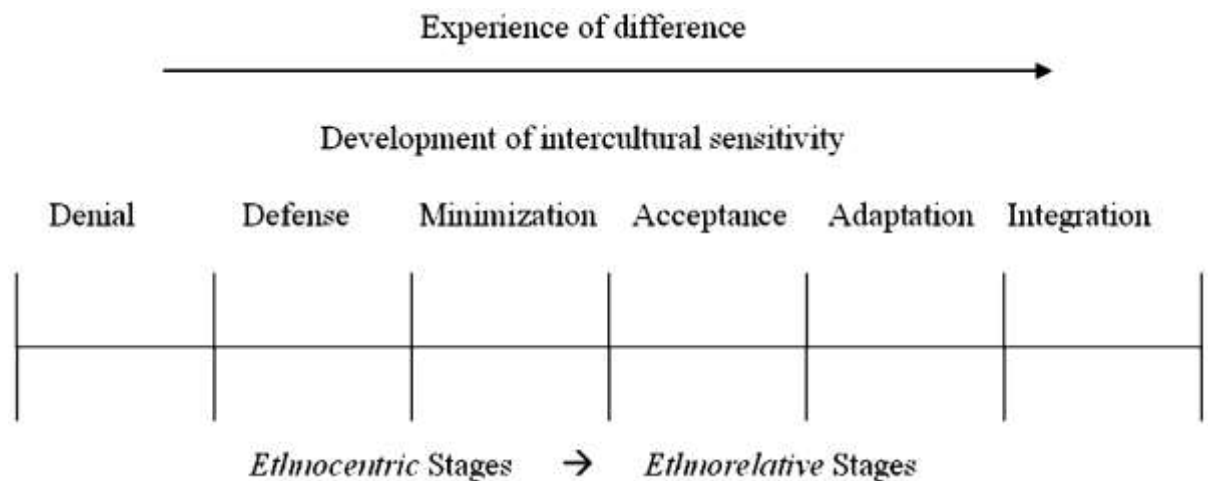 Experience of difference
Development of intercultural sensitivity
Denial Defense Minimization Acceptance Adaptation Integration
Ethnocentric Stages → Ethnorelative Stages